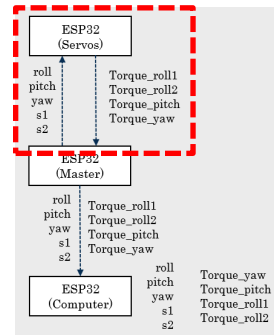 ESP32
(Servos)
roll
pitch
yaw
s1
s2
Torque_roll1
Torque_roll2
Torque_pitch
Torque_yaw
ESP32
(Master)
roll
pitch
yaw
s1
s2
Torque_roll1
Torque_roll2
Torque_pitch
Torque_yaw
ESP32
(Computer)
roll
pitch
yaw
s1
s2
Torque_yaw
Torque_pitch
Torque_roll1
Torque_roll2